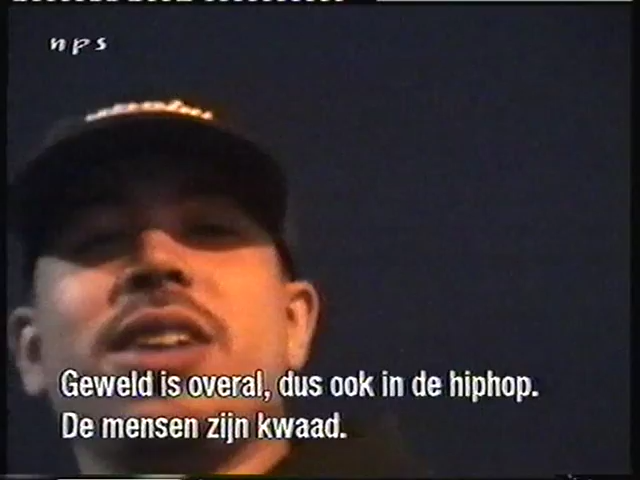 nps
Geweld is overal, dus ook in de hiphop.
De mensen zijn kwaad.